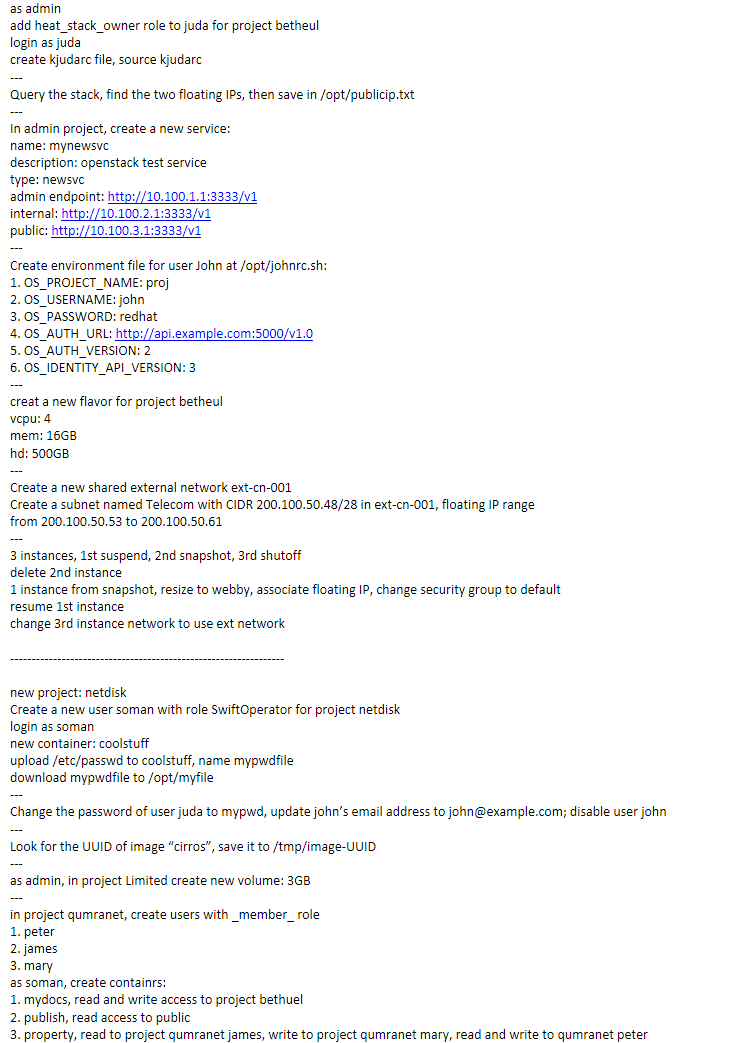 as admin
add heat_stack_owner role to juda for project betheul
login as juda
create kjudarc file, source kjudarc
---
Query the stack, find the two floating IPs, then save in /opt/publicip.txt
---
In admin project, create a new service:
name: mynewsvc
description: openstack test service
type: newsvc
admin endpoint: http://10.100.1.1:3333/v1
internal: http://10.100.2.1:3333/v1
public: http://10.100.3.1:3333/v1
---
Create environment file for user John at /opt/johnrc.sh:
1. OS_PROJECT_NAME: proj
2. OS_USERNAME: john
3. OS_PASSWORD: redhat
4. OS_AUTH_URL: http://api.example.com:5000/v1.0
5. OS_AUTH_VERSION: 2
6. OS_IDENTITY_API_VERSION: 3
---
creat a new flavor for project betheul
vcpu: 4
mem: 16GB
hd: 500GB
---
Create a new shared external network ext-cn-001
Create a subnet named Telecom with CIDR 200.100.50.48/28 in ext-cn-001, floating IP range
from 200.100.50.53 to 200.100.50.61
---
3 instances, 1st suspend, 2nd snapshot, 3rd shutoff
delete 2nd instance
1 instance from snapshot, resize to webby, associate floating IP, change security group to default
resume 1st instance
change 3rd instance network to use ext network
----------------------------------------------------------------
new project: netdisk
Create a new user soman with role SwiftOperator for project netdisk
login as soman
new container: coolstuff
upload /etc/passwd to coolstuff, name mypwdfile
download mypwdfile to /opt/myfile
---
Change the password of user juda to mypwd, update john’s email address to john@example.com; disable user john
---
Look for the UUID of image “cirros”, save it to /tmp/image-UUID
---
as admin, in project Limited create new volume: 3GB
---
in project qumranet, create users with _member_ role
1. peter
2. james
3. mary
as soman, create containrs:
1. mydocs, read and write access to project bethuel
2. publish, read access to public
3. property, read to project qumranet james, write to project qumranet mary, read and write to qumranet peter